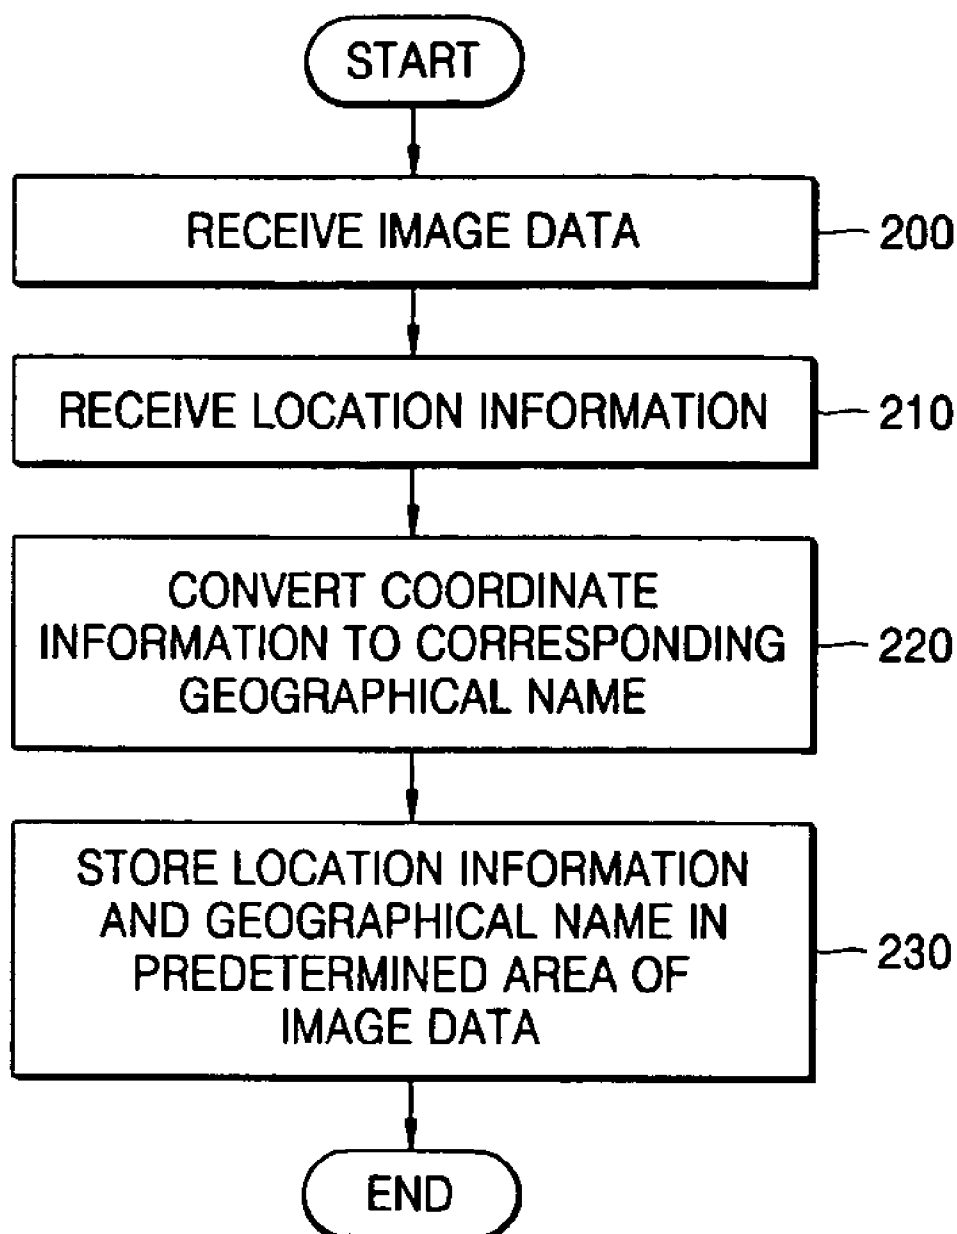 START
RECEIVE IMAGE DATA
200
RECEIVE LOCATION INFORMATION
210
CONVERT COORDINATE
INFORMATION TO CORRESPONDING
GEOGRAPHICAL NAME
220
STORE LOCATION INFORMATION
AND GEOGRAPHICAL NAME IN
PREDETERMINED AREA OF
IMAGE DATA
230
END